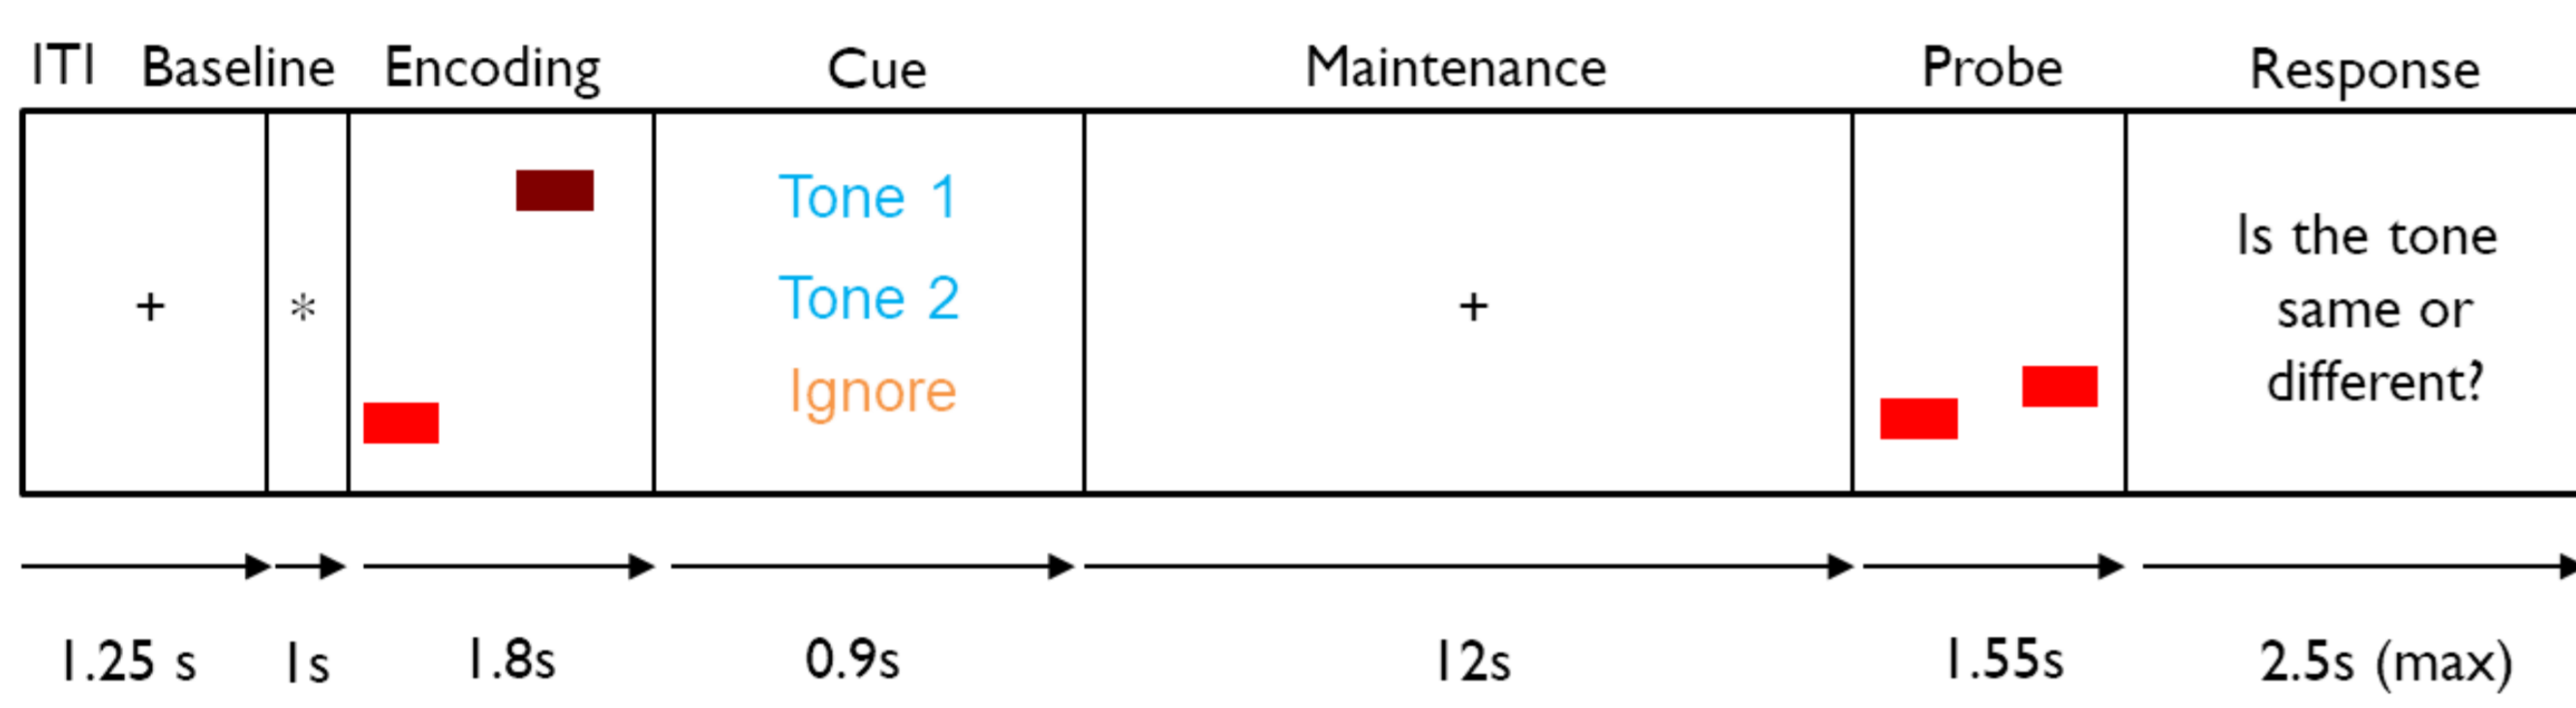 ITI Baseline Encoding Cue Maintenance Probe Response
+ * + 
Tone 1
Tone 2
Ignore
Is the tone
same or
different?
1.25 s 1s 1.8s 0.9s 12s 1.55s 2.5s (max)